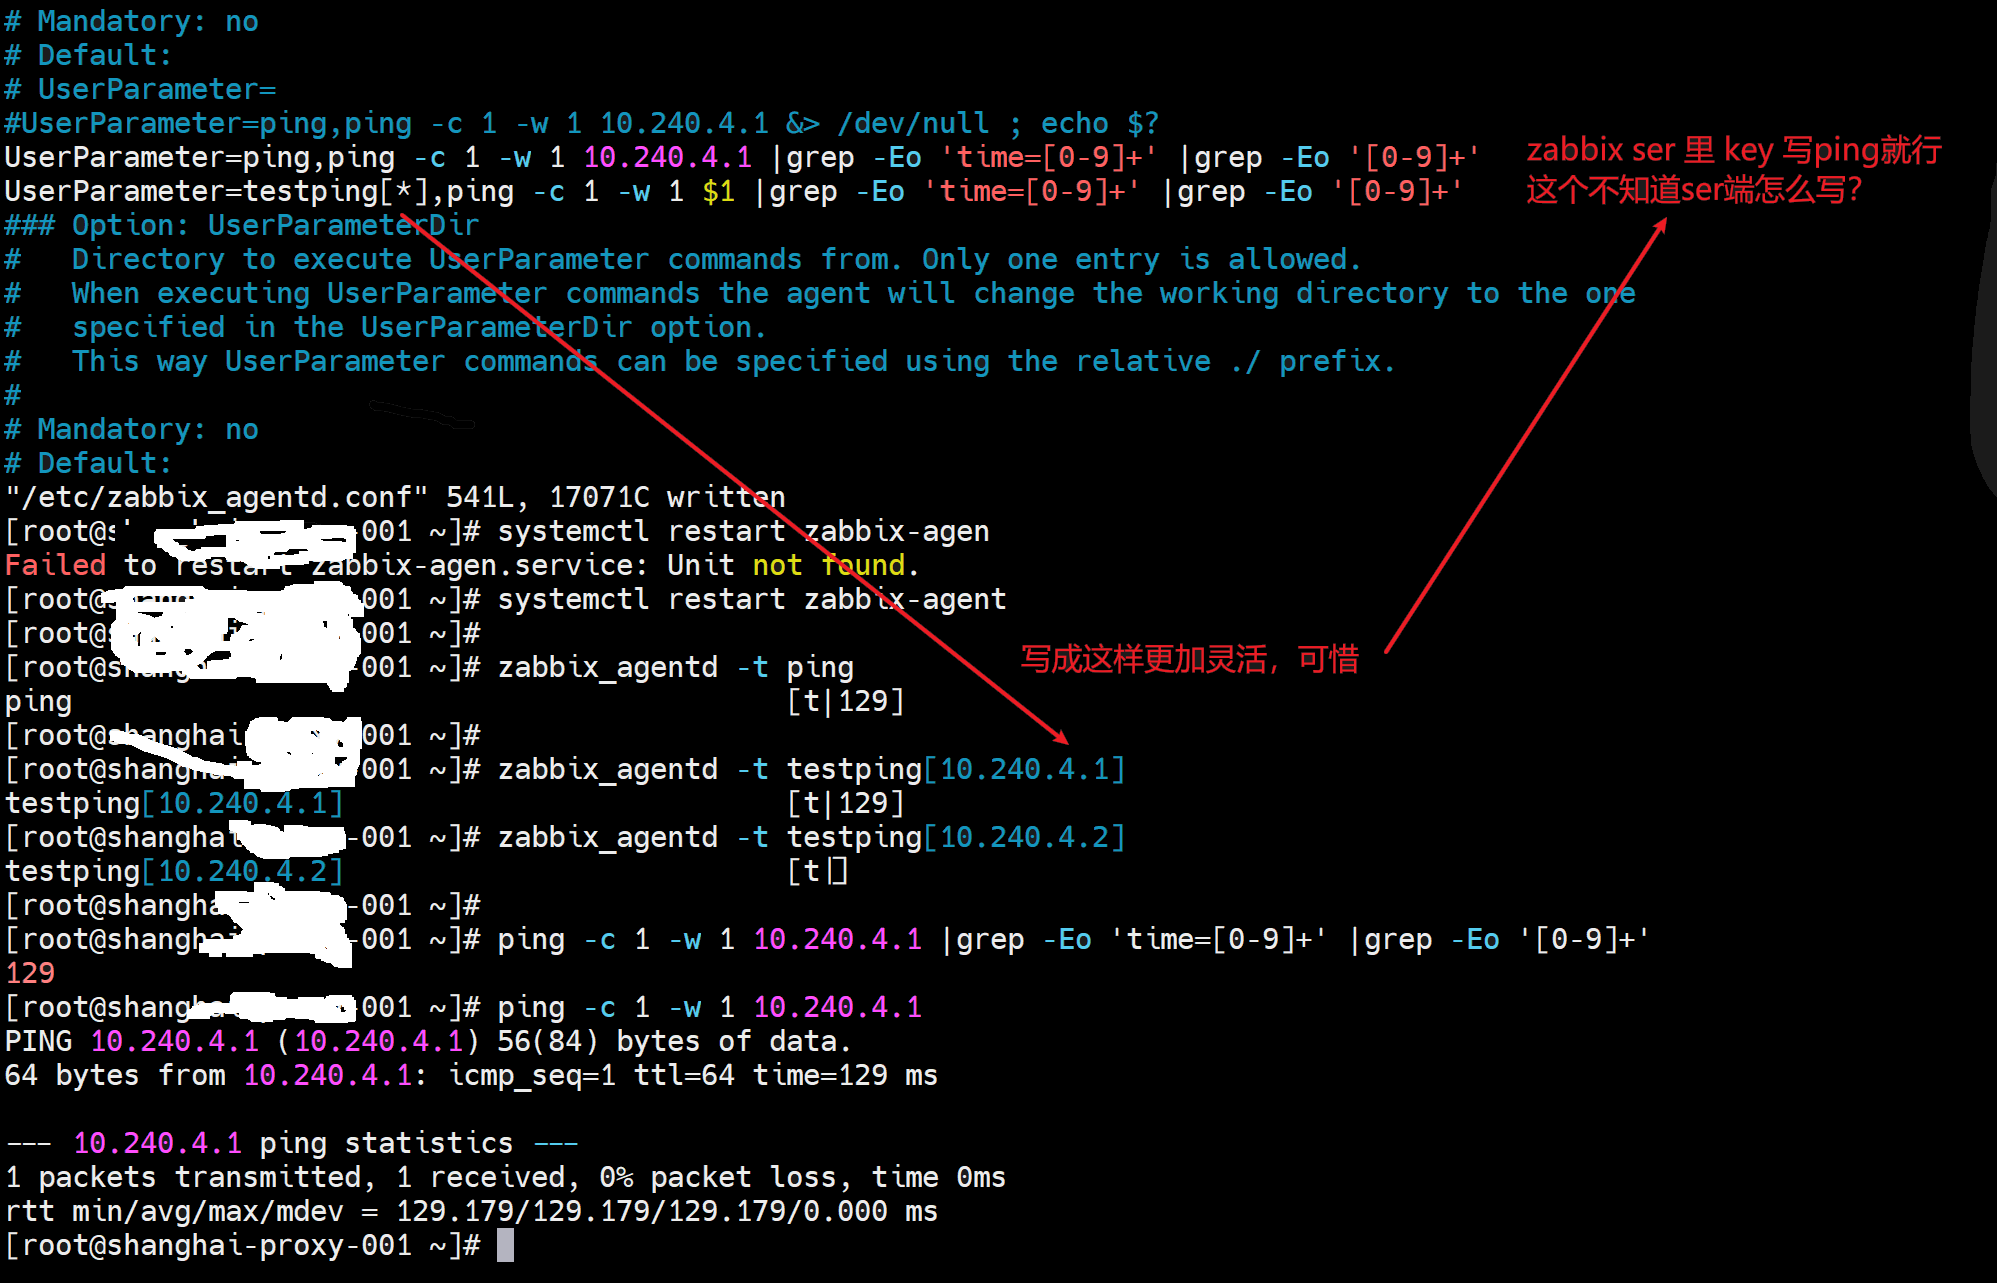 # Mandatory: no
# Default:
# UserParameter=
#UserParameter=ping,ping -c 1 -w 1 10.240.4.1 &> /dev/null ; echo $?
UserParameter=ping,ping -c 1 -w 1 10.240.4.1 |grep -Eo 'time=[0-9]+' |grep -Eo '[0-9]+' zabbix ser 里 key 写ping就行
UserParameter=testping[*],ping -c 1 -w 1 $1 |grep -Eo 'time=[0-9]+' |grep -Eo '[0-9]+' 这个不知道ser端怎么写?
### Option: UserParameterDir
# Directory to execute UserParameter commands from. Only one entry is allowed.
# When executing UserParameter commands the agent will change the working directory to the one
# specified in the UserParameterDir option.
# This way UserParameter commands can be specified using the relative ./ prefix.
#
# Mandatory: no
# Default:
"/etc/zabbix_agentd.conf" 541L, 17071C written
[root@s -001 ~]# systemctl restart zabbix-agen
Failed to restart zabbix-agen.service: Unit not found.
[root@ 001 ~]# systemctl restart zabbix-agent
[root@ 001 ~]#
写成这样更加灵活，可惜
[root@sh 001 ~]# zabbix_agentd -t ping
ping [t|129]
[root@shanghai 001 ~]#
[root@shangha 001 ~]# zabbix_agentd -t testping[10.240.4.1]
testping[10.240.4.1] [t|129]
[root@shangha -001 ~]# zabbix_agentd -t testping[10.240.4.2]
testping[10.240.4.2] [t|]
[root@shangha -001 ~]#
[root@shangh -001 ~]# ping -c 1 -w 1 10.240.4.1 |grep -Eo 'time=[0-9]+' |grep -Eo '[0-9]+'
129
[root@shangh -001 ~]# ping -c 1 -w 1 10.240.4.1
PING 10.240.4.1 (10.240.4.1) 56(84) bytes of data.
64 bytes from 10.240.4.1: icmp_seq=1 ttl=64 time=129 ms
--- 10.240.4.1 ping statistics ---
1 packets transmitted, 1 received, 0% packet loss, time 0ms
rtt min/avg/max/mdev = 129.179/129.179/129.179/0.000 ms
[root@shanghai-proxy-001 ~]#